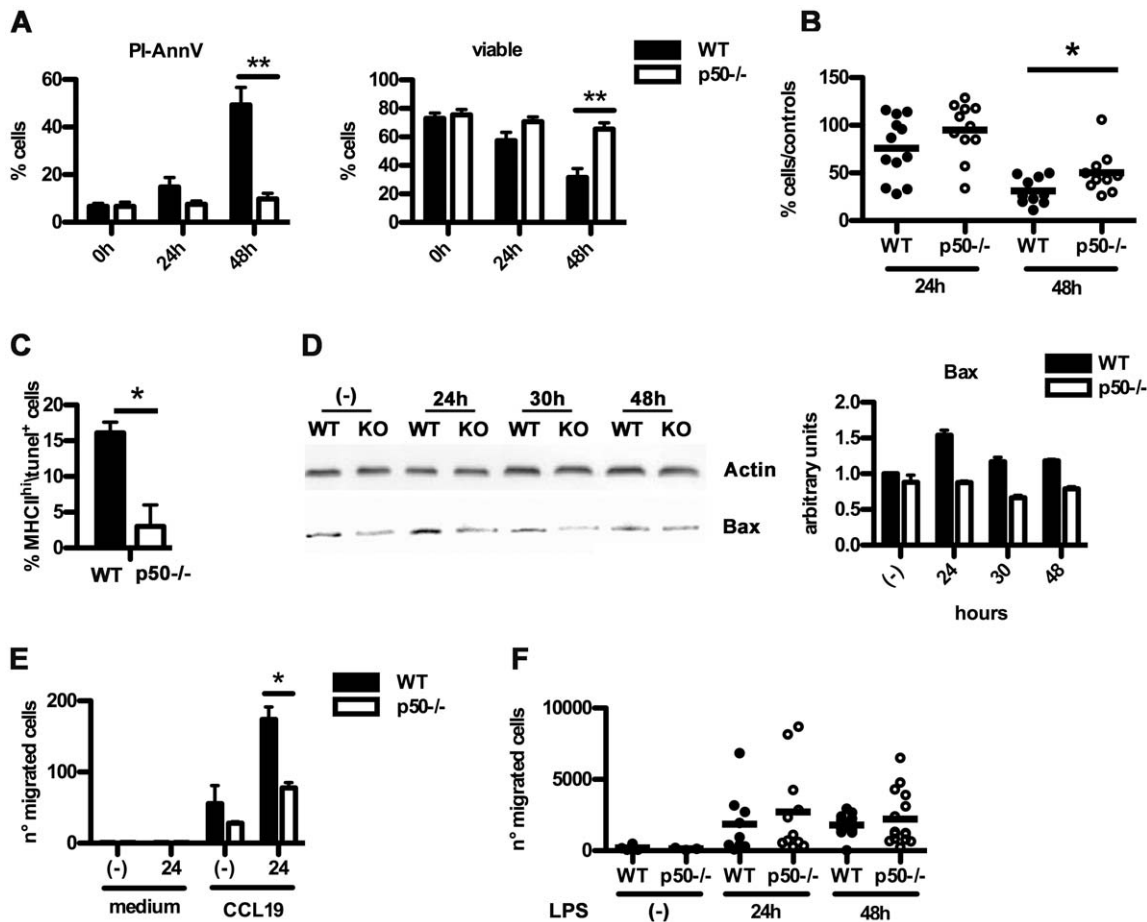 A
PI-AnnV
% cells
60
40
20
0
0h
24h
48h
**
viable
% cells
100
80
60
40
20
0
0h
24h
48h
**
WT
p50-/-
B
% cells/controls
150
100
50
0
*
WT
p50-/-
WT
p50-/-
24h
48h
C
% MHCIIhi\tunel+ cells
20
15
10
5
0
*
WT
p50-/-
D
(-)
24h
30h
48h
WT KO WT KO WT KO WT KO
Actin
Bax
Bax
arbitrary units
2.0
1.5
1.0
0.5
0.0
(-)
24
30
48
hours
WT
p50-/-
E
n° migrated cells
200
100
0
*
(-)
24
(-)
24
medium
CCL19
WT
p50-/-
F
n° migrated cells
10000
5000
0
WT p50-/- WT p50-/- WT p50-/-
LPS
(-)
24h
48h